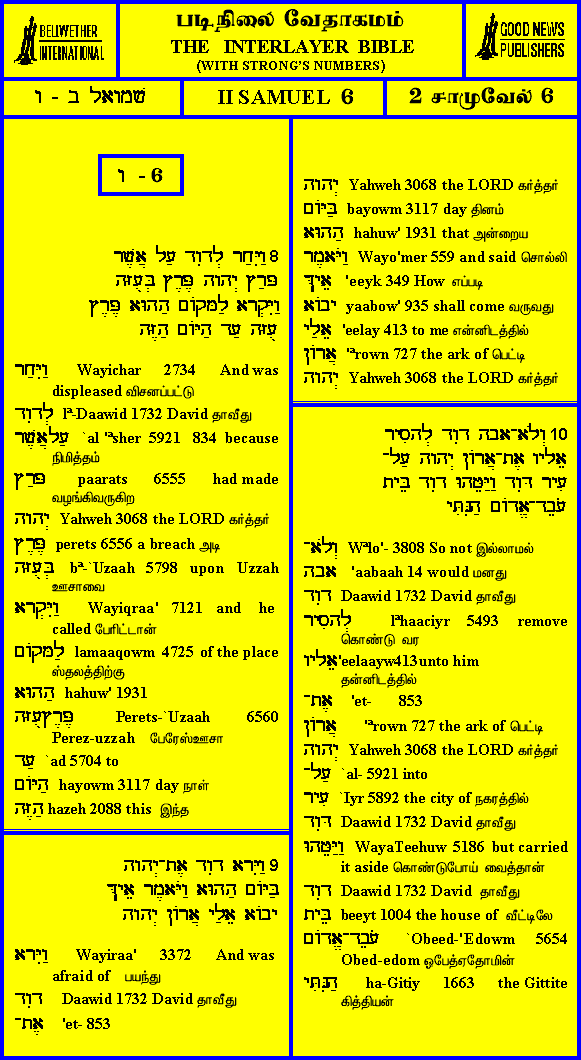 BELLWETHER
INTERNATIONAL
படிநிலை வேதாகமம்
THE INTERLAYER BIBLE
(WITH STRONG'S NUMBERS)
GOOD NEWS
PUBLISHERS
שמואל ב - ו
II SAMUEL 6
2 சாமுவேல் 6
ו - 6
8 וַיִּחַר לְדָוִד עַל אֲשֶׁר
פָּרַץ יְהוָה פֶּרֶץ בְּעֻזָּה
וַיִּקְרָא לַמָּקוֹם הַהוּא פֶּרֶץ
עֻזָּה עַד הַיּוֹם הַזֶּה
וַיִּחַר Wayichar 2734 And was
displeased விசனப்பட்டு
לְדָוִד lª-Daawid 1732 David தாவீது
עַלאֲשֶׁר `al 'ªsher 5921 834 because
நிமித்தம்
פָּרַץ paarats 6555 had made
வழங்கிவருகிற
יְהוָה Yahweh 3068 the LORD கர்த்தர்
פֶּרֶץ perets 6556 a breach அடி
בְּעֻזָּה bª-`Uzaah 5798 upon Uzzah
ஊசாவை
וַיִּקְרָא Wayiqraa' 7121 and he
called பேரிட்டான்
לַמָּקוֹם lamaaqowm 4725 of the place
ஸ்தலத்திற்கு
הַהוּא hahuw' 1931
פֶּרֶץעֻזָּה Perets-`Uzaah 6560
Perez-uzzah பேரேஸ்ஊசா
עַד `ad 5704 to
הַיּוֹם hayowm 3117 day நாள்
הַזֶּה hazeh 2088 this இந்த
9 וַיִּרָא דָוִד אֶת־יְהוָה
בַּיּוֹם הַהוּא וַיֹּאמֶר אֵיךְ
יָבוֹא אֵלַי אֲרוֹן יְהוָה
וַיִּרָא Wayiraa' 3372 And was
afraid of பயந்து
דָוִד Daawid 1732 David தாவீது
אֶת־ 'et- 853
יְהוָה Yahweh 3068 the LORD கர்த்தர்
בַּיּוֹם bayowm 3117 day தினம்
הַהוּא hahuw' 1931 that அன்றைய
וַיֹּאמֶר Wayo'mer 559 and said சொல்லி
אֵיךְ 'eeyk 349 How எப்படி
יָבוֹא yaabow' 935 shall come வருவது
אֵלַי 'eelay 413 to me என்னிடத்தில்
אֲרוֹן 'ªrown 727 the ark of பெட்டி
יְהוָה Yahweh 3068 the LORD கர்த்தர்
10 וְלֹא־אָבָה דָוִד לְהָסִיר
אֵלָיו אֶת־אֲרוֹן יְהוָה עַל־
עִיר דָּוִד וַיַּטֵּהוּ דָוִד בֵּית
עֹבֵד־אֱדוֹם הַגִּתִּי
וְלֹא־ Wªlo'- 3808 So not இல்லாமல்
אָבָה 'aabaah 14 would மனது
דָוִד Daawid 1732 David தாவீது
לְהָסִיר lªhaaciyr 5493 remove
கொண்டு வர
אֵלָיו 'eelaayw413unto him
தன்னிடத்தில்
אֶת־ 'et- 853
אֲרוֹן 'ªrown 727 the ark of பெட்டி
יְהוָה Yahweh 3068 the LORD கர்த்தர்
עַל־ `al- 5921 into
עִיר `Iyr 5892 the city of நகரத்தில்
דָּוִד Daawid 1732 David தாவீது
וַיַּטֵּהוּ WayaTeehuw 5186 but carried
it aside கொண்டுபோய் வைத்தான்
דָוִד Daawid 1732 David தாவீது
בֵּית beeyt 1004 the house of வீட்டிலே
עֹבֵד־אֱדוֹם `Obeed-'Edowm 5654
Obed-edom ஓபேத்ஏதோமின்
הַגִּתִּי ha-Gitiy 1663 the Gittite
கித்தியன்